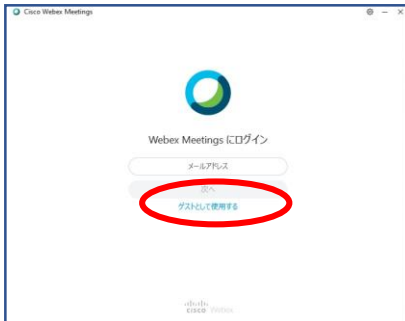 Cisco Webex Meetings
Webex Meetings にログイン
メールアドレス
次へ
ゲストとして使用する
cisco Webex